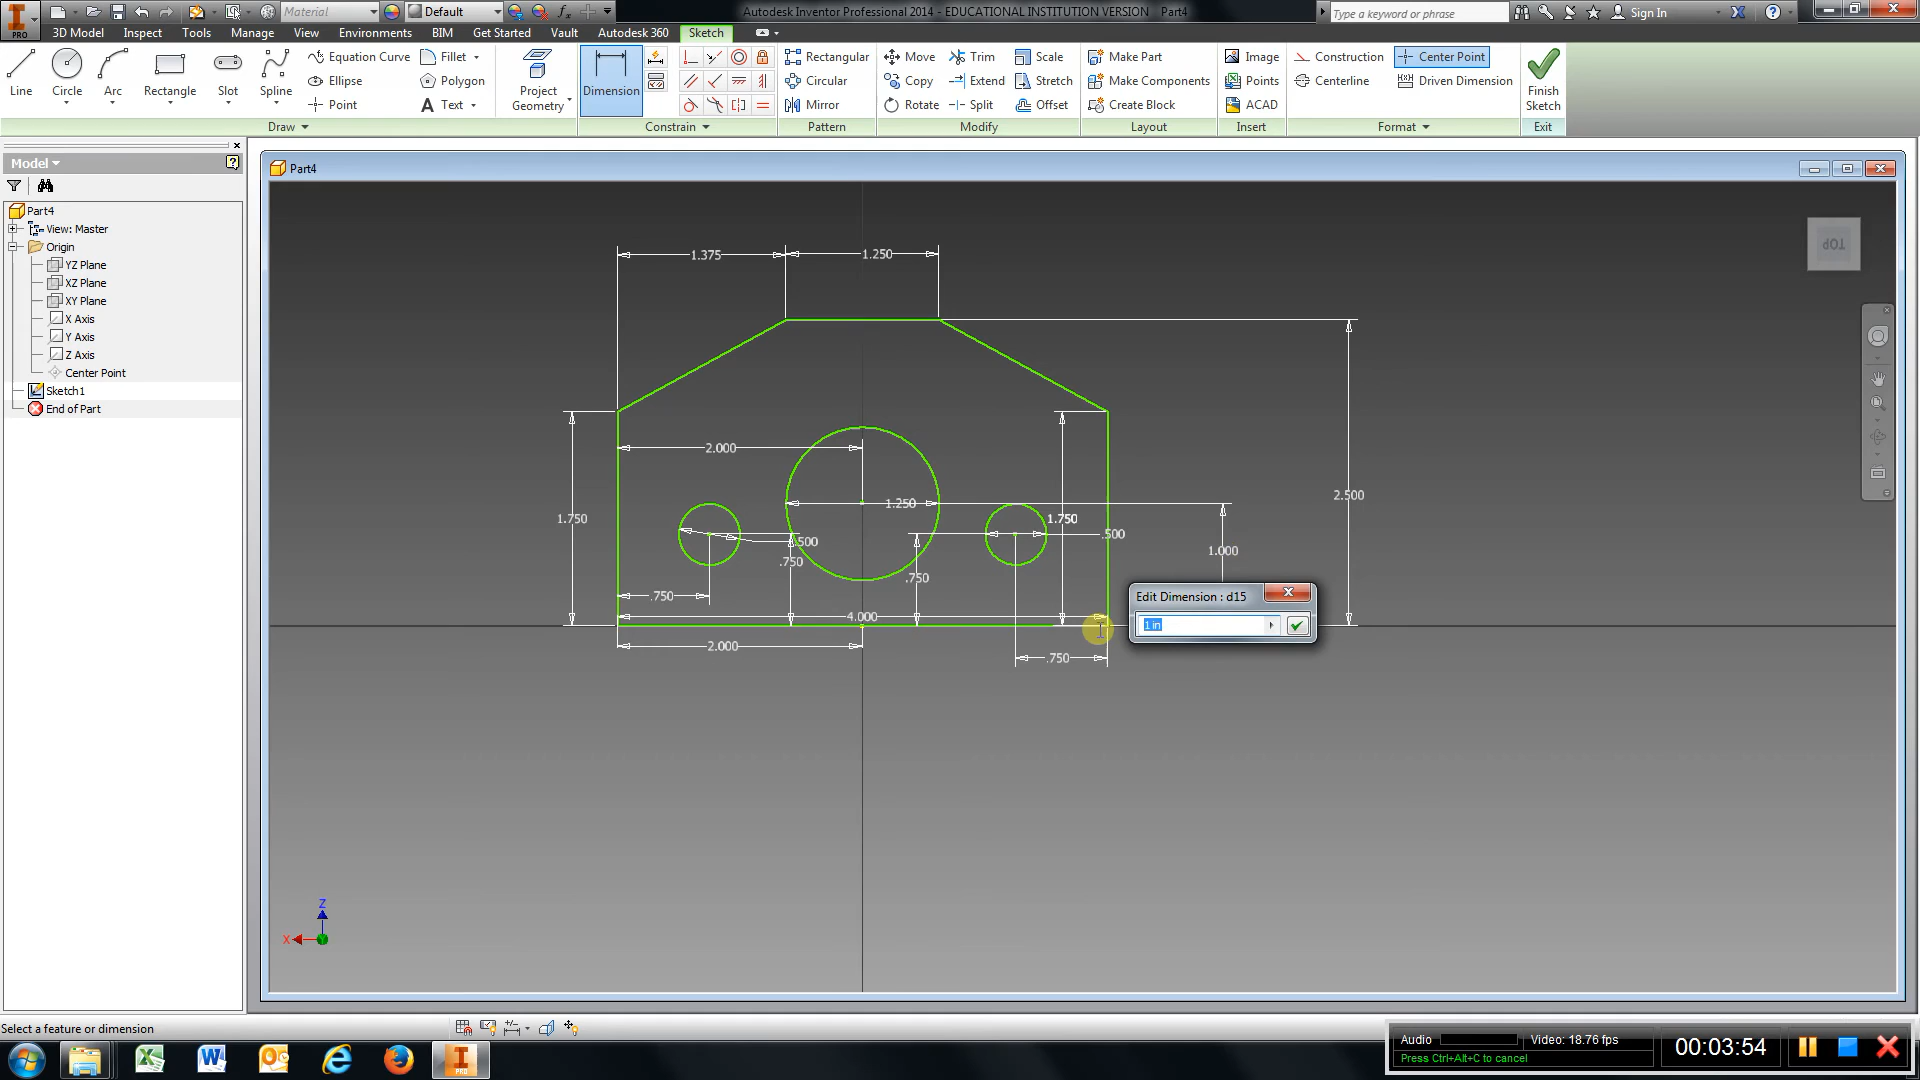 Material
Default
Autodesk Inventor Professional 2014 - EDUCATIONAL INSTITUTION VERSION Part4
Type a keyword or phrase
Sign In
PRO
3D Model
Inspect
Tools
Manage
View
Environments
BIM
Get Started
Vault
Autodesk 360
Sketch
Line
Circle
Arc
Rectangle
Slot
Spline
Equation Curve
Ellipse
Point
Fillet
Polygon
A Text
Project
Geometry
Dimension
Rectangular
Circular
Mirror
Move
Copy
Rotate
Trim
Extend
Split
Scale
Stretch
Offset
Make Part
Make Components
Create Block
Image
Points
ACAD
Construction
Centerline
Center Point
Driven Dimension
Finish
Sketch
Draw
Constrain
Pattern
Modify
Layout
Insert
Format
Exit
Model
Part4
View: Master
Origin
YZ Plane
XZ Plane
XY Plane
X Axis
Y Axis
Z Axis
Center Point
Sketch1
End of Part
Part4
TOP
1.375
1.250
2.000
1.250
1.750
.500
.750
.750
1.750
.500
1.000
2.500
.750
4.000
2.000
.750
Edit Dimension : d15
1 in
Z
X
Select a feature or dimension
Audio
Video: 18.76 fps
Press Ctrl+Alt+C to cancel
00:03:54
PRO